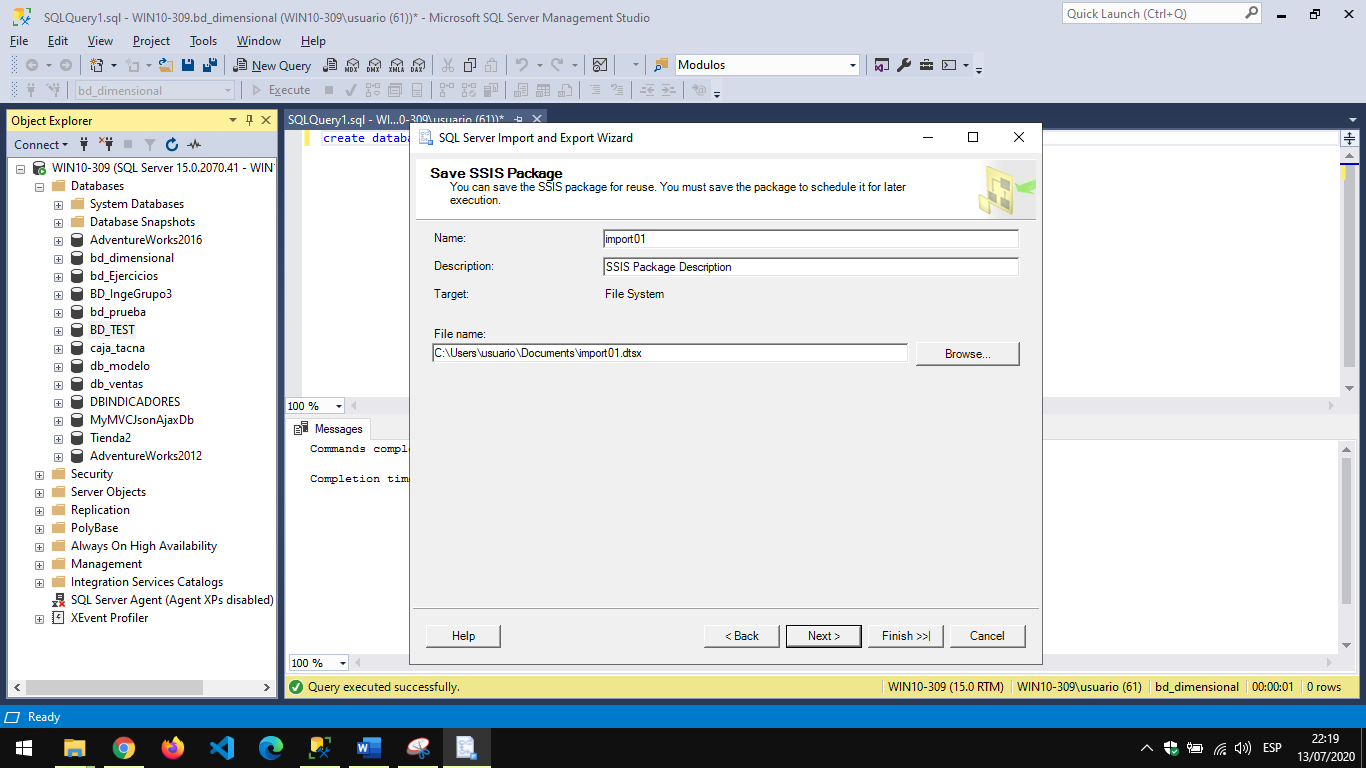 SQLQuery1.sql - WIN10-309.bd_dimensional (WIN10-309\usuario (61))* - Microsoft SQL Server Management Studio
Quick Launch (Ctrl+Q)
File Edit View Project Tools Window Help
New Query MDX DMX XMLA DAX Modulos
bd_dimensional Execute
Object Explorer
Connect
WIN10-309 (SQL Server 15.0.2070.41 - WIN
Databases
System Databases
Database Snapshots
AdventureWorks2016
bd_dimensional
bd_Ejercicios
BD_IngeGrupo3
bd_prueba
BD_TEST
caja_tacna
db_modelo
db_ventas
DBINDICADORES
MyMVCJsonAjaxDb
Tienda2
AdventureWorks2012
Security
Server Objects
Replication
PolyBase
Always On High Availability
Management
Integration Services Catalogs
SQL Server Agent (Agent XPs disabled)
XEvent Profiler
SQLQuery1.sql - WI...0-309\usuario (61))*
create databa
100 %
Messages
Commands compl
Completion tim
100 %
SQL Server Import and Export Wizard
Save SSIS Package
You can save the SSIS package for reuse. You must save the package to schedule it for later
execution.
Name: import01
Description: SSIS Package Description
Target: File System
File name:
C:\Users\usuario\Documents\import01.dtsx Browse...
Help < Back Next > Finish >>| Cancel
Query executed successfully. WIN10-309 (15.0 RTM) WIN10-309\usuario (61) bd_dimensional 00:00:01 0 rows
Ready
ESP 22:19
13/07/2020